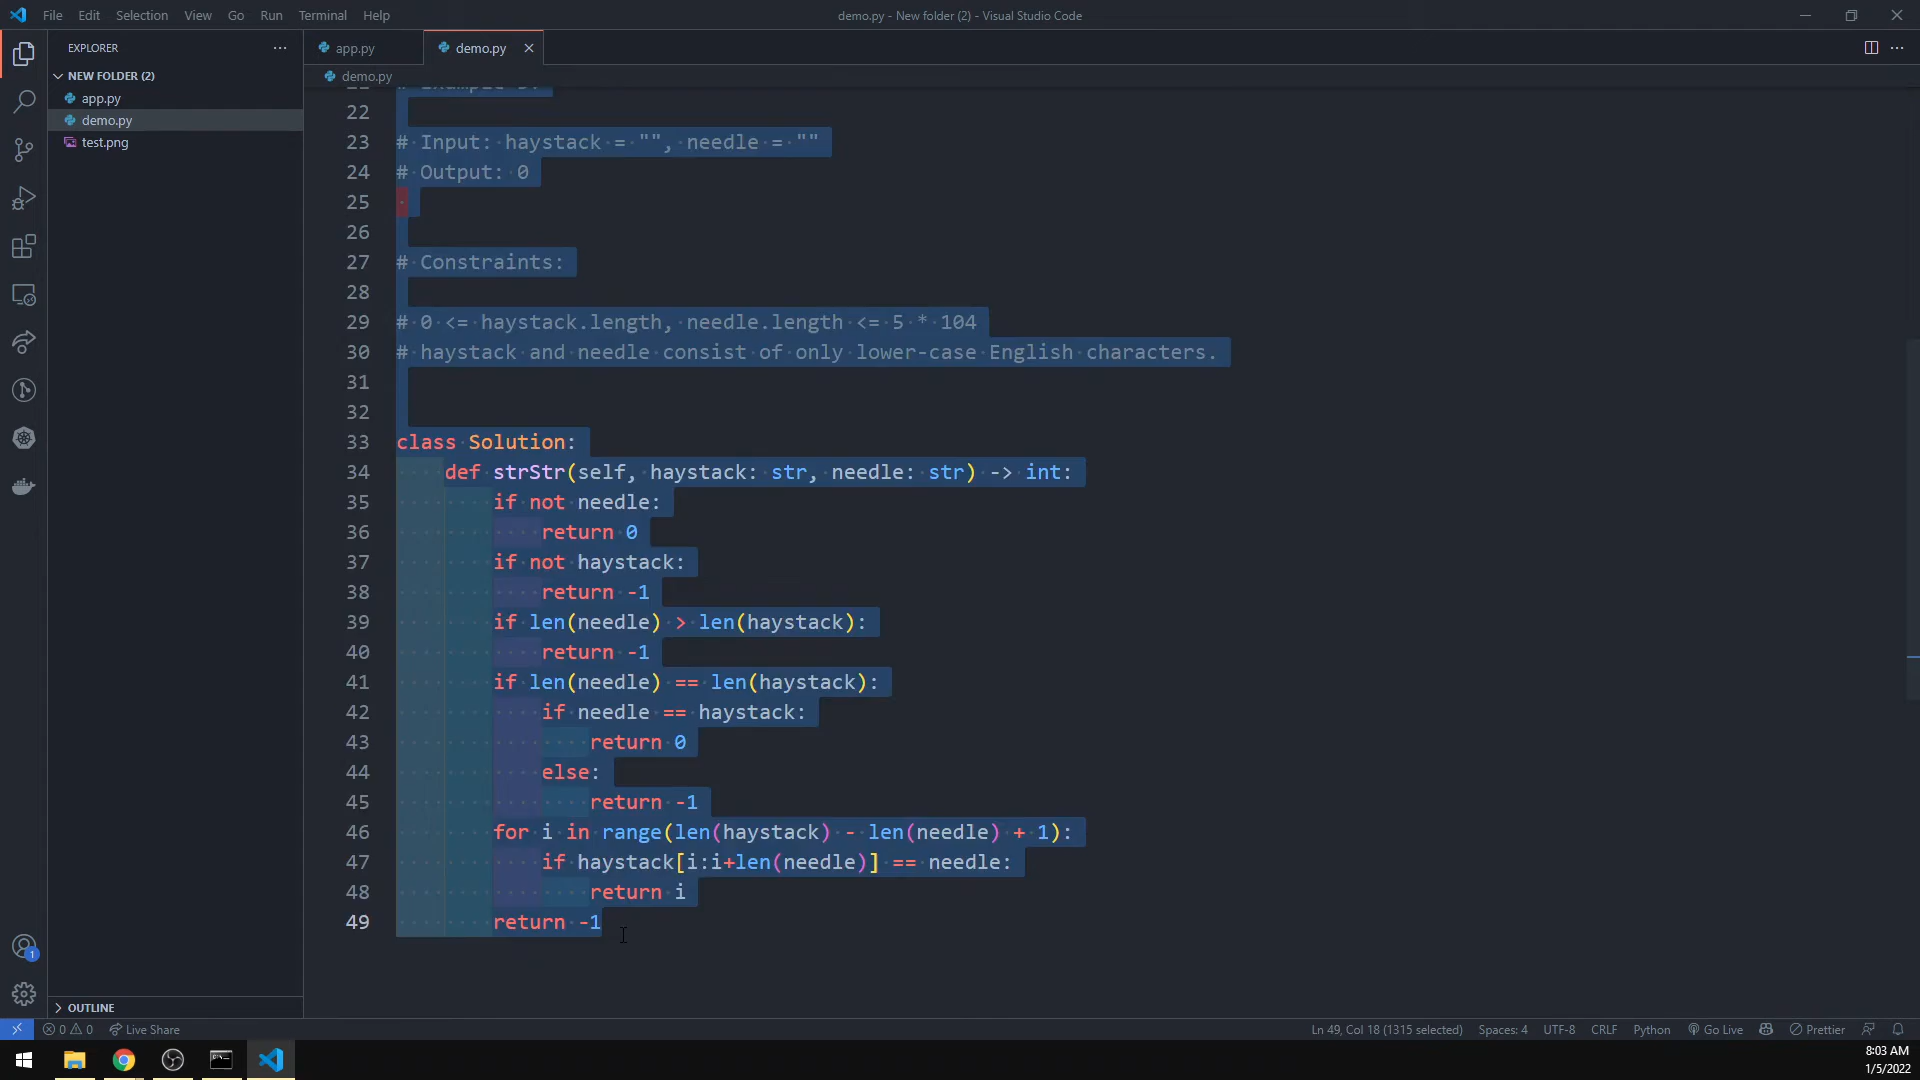 File Edit Selection View Go Run Terminal Help
demo.py - New folder (2) - Visual Studio Code
EXPLORER
app.py
demo.py
NEW FOLDER (2)
demo.py
app.py
demo.py
test.png
22
23 # Input: haystack = "", needle = ""
24 # Output: 0
25
26
27 # Constraints:
28
29 # 0 <= haystack.length, needle.length <= 5 * 104
30 # haystack and needle consist of only lower-case English characters.
31
32
33 class Solution:
34 def strStr(self, haystack: str, needle: str) -> int:
35 if not needle:
36 return 0
37 if not haystack:
38 return -1
39 if len(needle) > len(haystack):
40 return -1
41 if len(needle) == len(haystack):
42 if needle == haystack:
43 return 0
44 else:
45 return -1
46 for i in range(len(haystack) - len(needle) + 1):
47 if haystack[i:i+len(needle)] == needle:
48 return i
49 return -1
1
OUTLINE
0 0 Live Share
Ln 49, Col 18 (1315 selected) Spaces: 4 UTF-8 CRLF Python Go Live Prettier
8:03 AM
1/5/2022